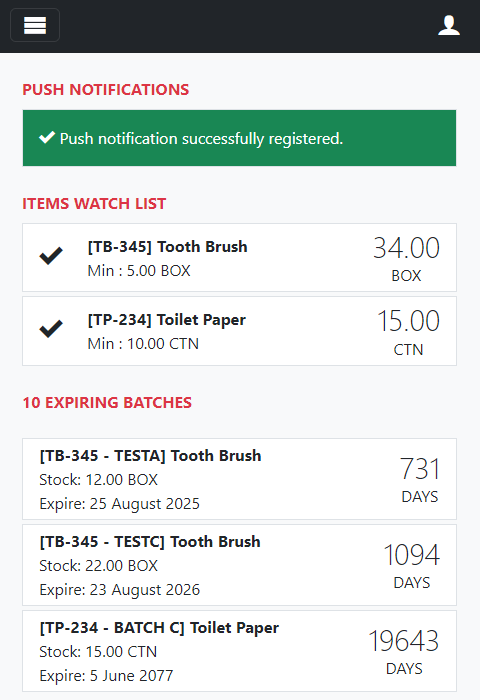 PUSH NOTIFICATIONS
Push notification successfully registered.
ITEMS WATCH LIST
[TB-345] Tooth Brush
Min : 5.00 BOX
34.00
BOX
[TP-234] Toilet Paper
Min : 10.00 CTN
15.00
CTN
10 EXPIRING BATCHES
[TB-345 - TESTA] Tooth Brush
Stock: 12.00 BOX
Expire: 25 August 2025
731
DAYS
[TB-345 - TESTC] Tooth Brush
Stock: 22.00 BOX
Expire: 23 August 2026
1094
DAYS
[TP-234 - BATCH C] Toilet Paper
Stock: 15.00 CTN
Expire: 5 June 2077
19643
DAYS